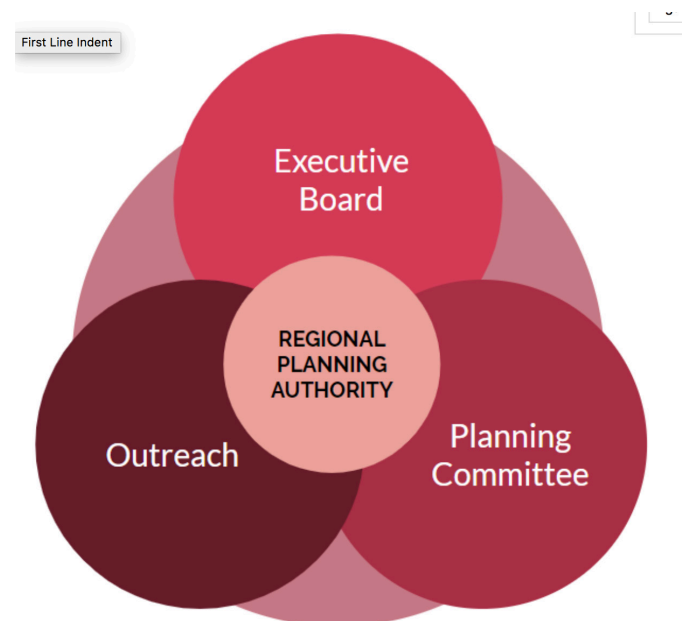 First Line Indent
Executive
Board
REGIONAL
PLANNING
AUTHORITY
Outreach
Planning
Committee